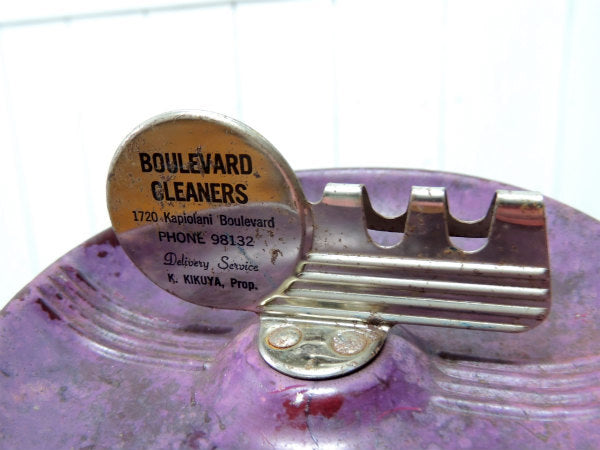 BOULEVARD
CLEANERS
1720 Kapiolani Boulevard
PHONE 98132
Delivery Service
K. KIKUYA, Prop.